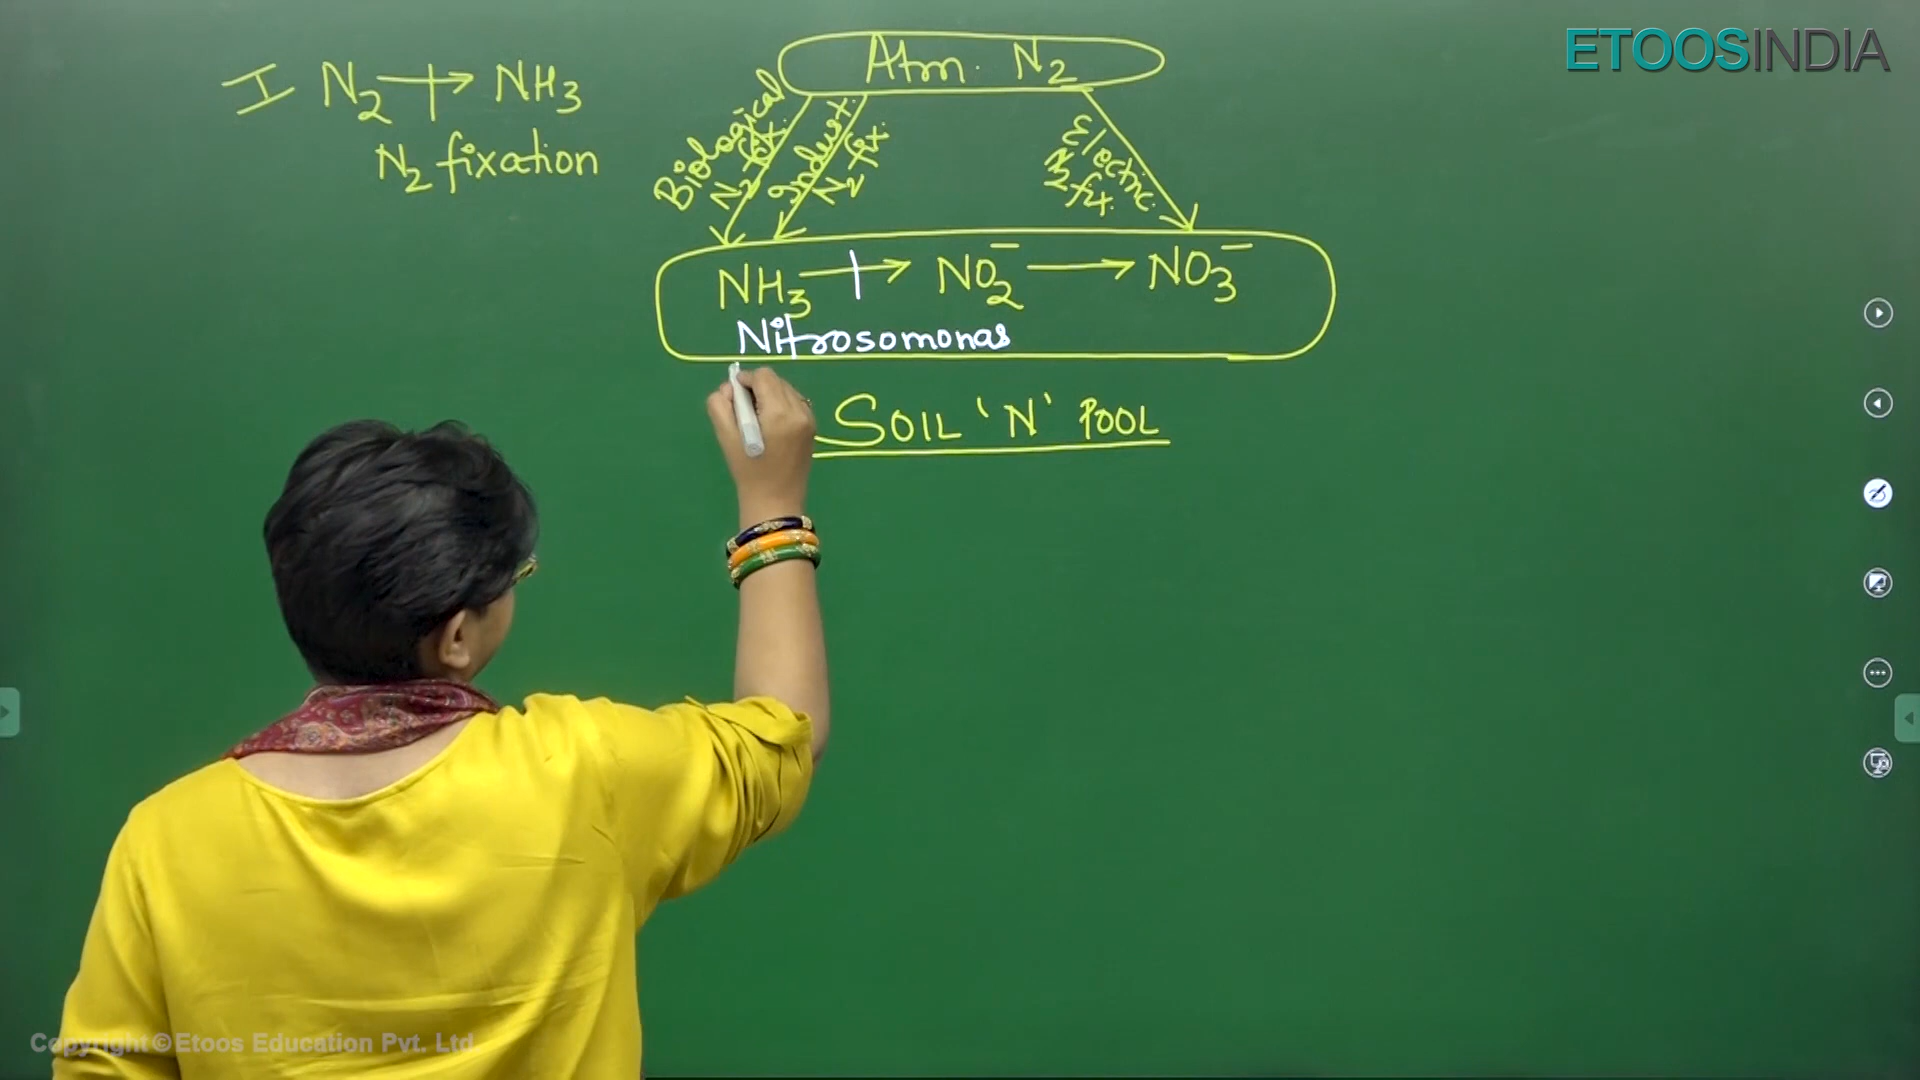 ETOOSINDIA
I N₂ → NH₃
N₂ fixation
Atm. N₂
Biological
N₂ fix.
Indust.
N₂ fix
Electric.
N₂ fix.
NH₃ → NO₂⁻ → NO₃⁻
Nitrosomonas
SOIL 'N' POOL
Copyright © Etoos Education Pvt. Ltd.